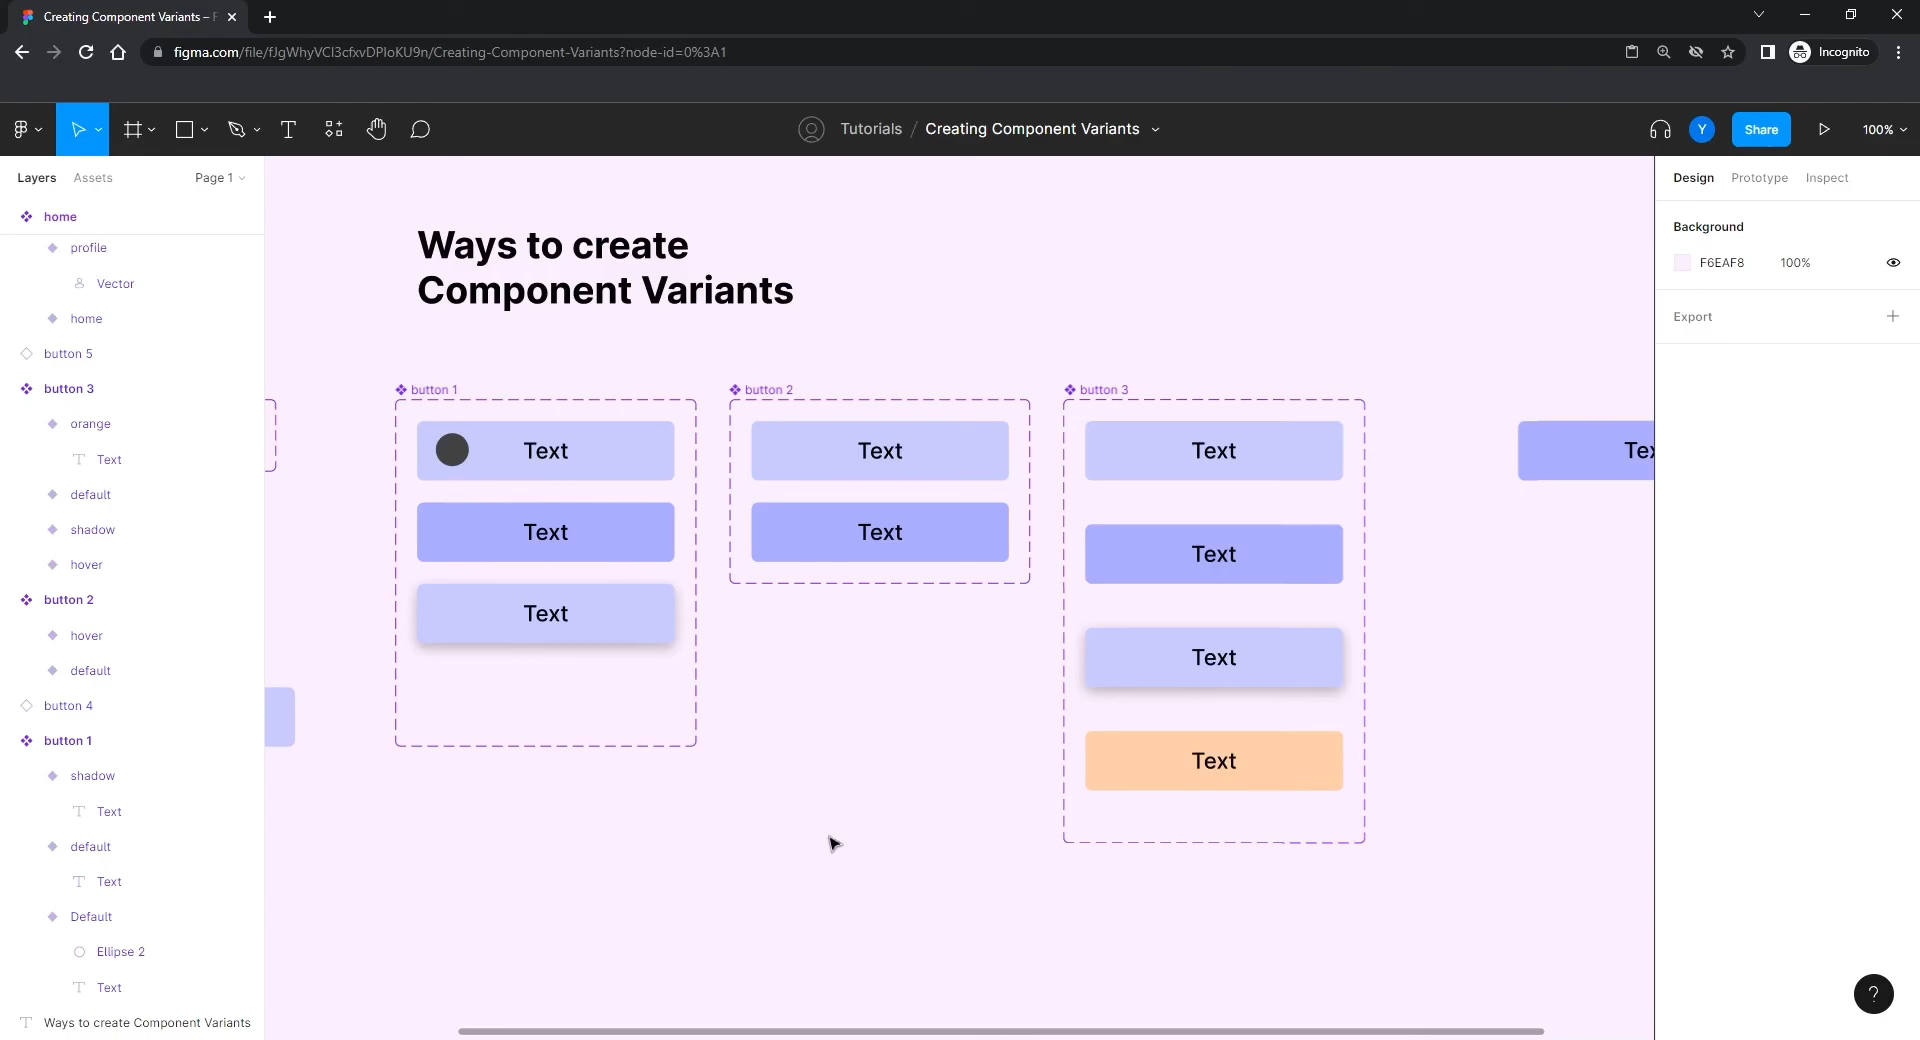 Creating Component Variants – F
figma.com/file/fJgWhyVCl3cfxvDPloKU9n/Creating-Component-Variants?node-id=0%3A1
Incognito
Tutorials / Creating Component Variants
Y
Share
100%
Layers
Assets
Page 1
home
profile
Vector
home
button 5
button 3
orange
Text
default
shadow
hover
button 2
hover
default
button 4
button 1
shadow
Text
default
Text
Default
Ellipse 2
Text
Ways to create Component Variants
Ways to create
Component Variants
button 1
Text
Text
Text
button 2
Text
Text
button 3
Text
Text
Text
Text
Tex
Design
Prototype
Inspect
Background
F6EAF8
100%
Export
?